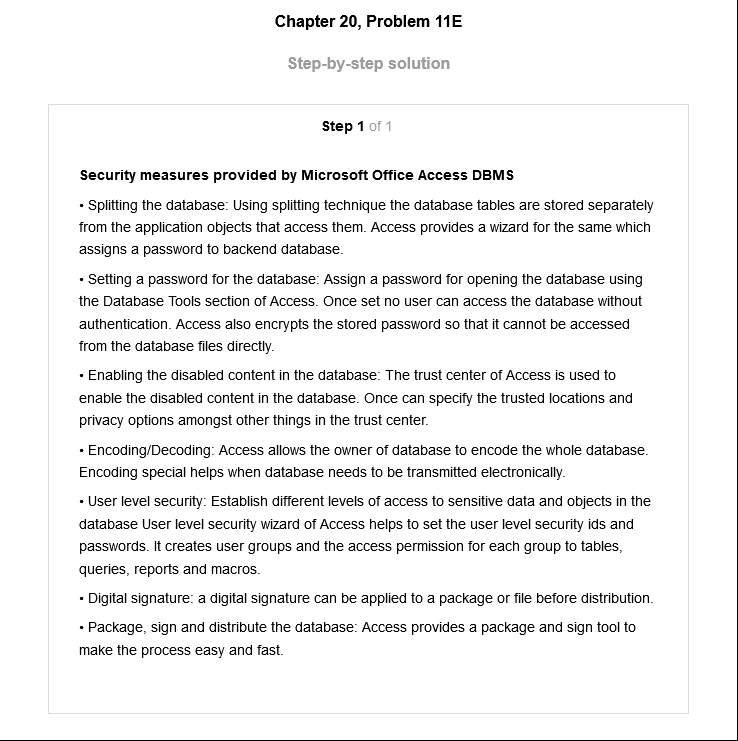 Chapter 20, Problem 11E
Step-by-step solution
Step 1 of 1
Security measures provided by Microsoft Office Access DBMS
• Splitting the database: Using splitting technique the database tables are stored separately
from the application objects that access them. Access provides a wizard for the same which
assigns a password to backend database.
• Setting a password for the database: Assign a password for opening the database using
the Database Tools section of Access. Once set no user can access the database without
authentication. Access also encrypts the stored password so that it cannot be accessed
from the database files directly.
• Enabling the disabled content in the database: The trust center of Access is used to
enable the disabled content in the database. Once can specify the trusted locations and
privacy options amongst other things in the trust center.
• Encoding/Decoding: Access allows the owner of database to encode the whole database.
Encoding special helps when database needs to be transmitted electronically.
• User level security: Establish different levels of access to sensitive data and objects in the
database User level security wizard of Access helps to set the user level security ids and
passwords. It creates user groups and the access permission for each group to tables,
queries, reports and macros.
• Digital signature: a digital signature can be applied to a package or file before distribution.
• Package, sign and distribute the database: Access provides a package and sign tool to
make the process easy and fast.